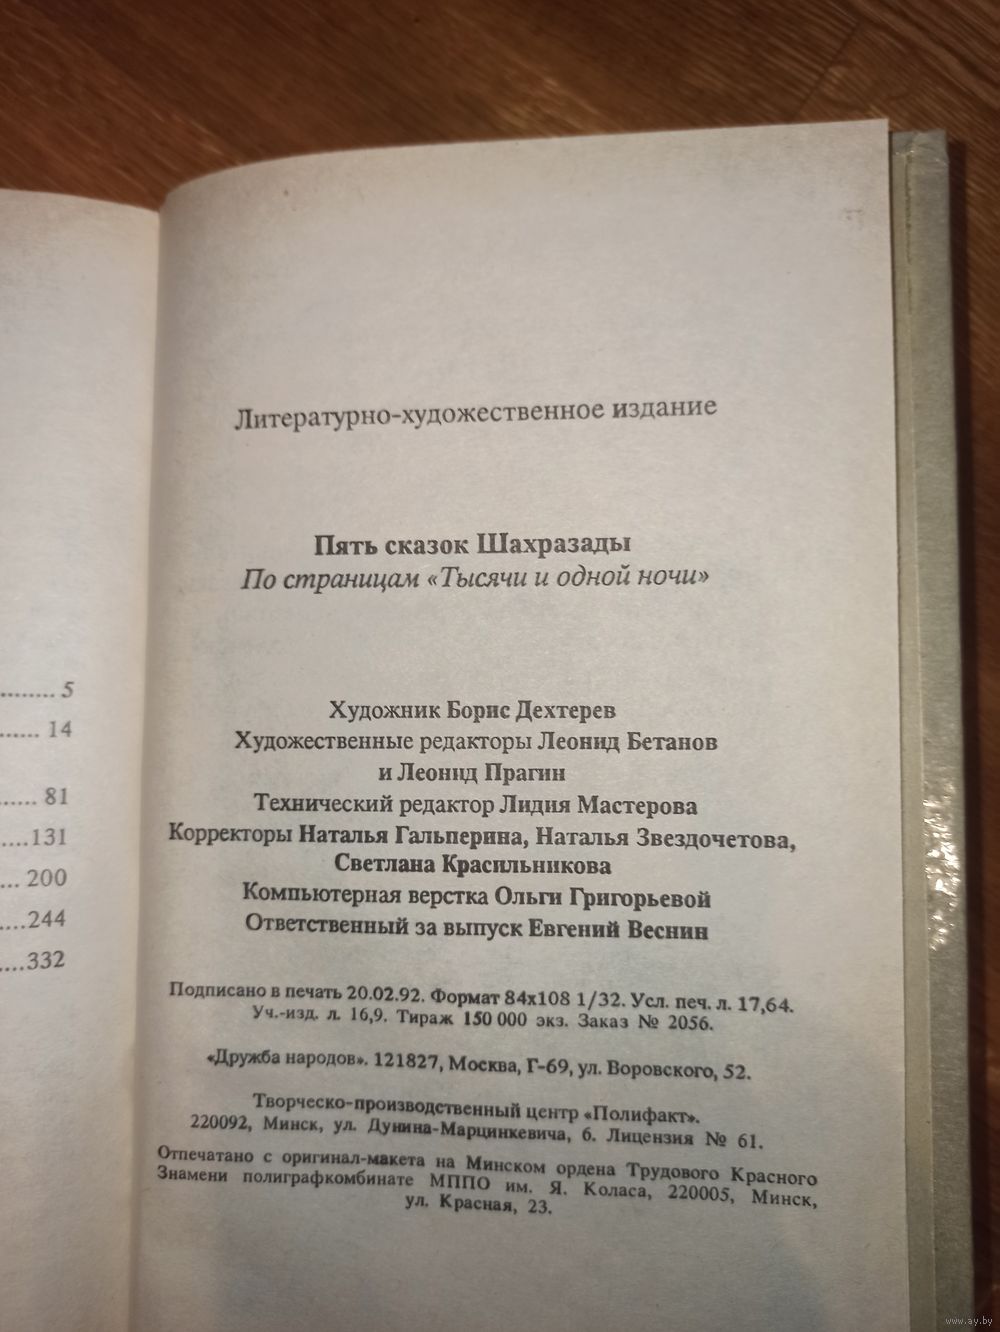 ......... 5
...... 14
...... 81
....131
... 200
....244
....332
Литературно-художественное издание
Пять сказок Шахразады
По страницам «Тысячи и одной ночи»
Художник Борис Дехтерев
Художественные редакторы Леонид Бетанов
и Леонид Прагин
Технический редактор Лидия Мастерова
Корректоры Наталья Гальперина, Наталья Звездочетова,
Светлана Красильникова
Компьютерная верстка Ольги Григорьевой
Ответственный за выпуск Евгений Веснин
Подписано в печать 20.02.92. Формат 84х108 1/32. Усл. печ. л. 17,64.
Уч.-изд. л. 16,9. Тираж 150 000 экз. Заказ № 2056.
«Дружба народов». 121827, Москва, Г-69, ул. Воровского, 52.
Творческо-производственный центр «Полифакт».
220092, Минск, ул. Дунина-Марцинкевича, 6. Лицензия № 61.
Отпечатано с оригинал-макета на Минском ордена Трудового Красного
Знамени полиграфкомбинате МППО им. Я. Коласа, 220005, Минск,
ул. Красная, 23.
www.ay.by